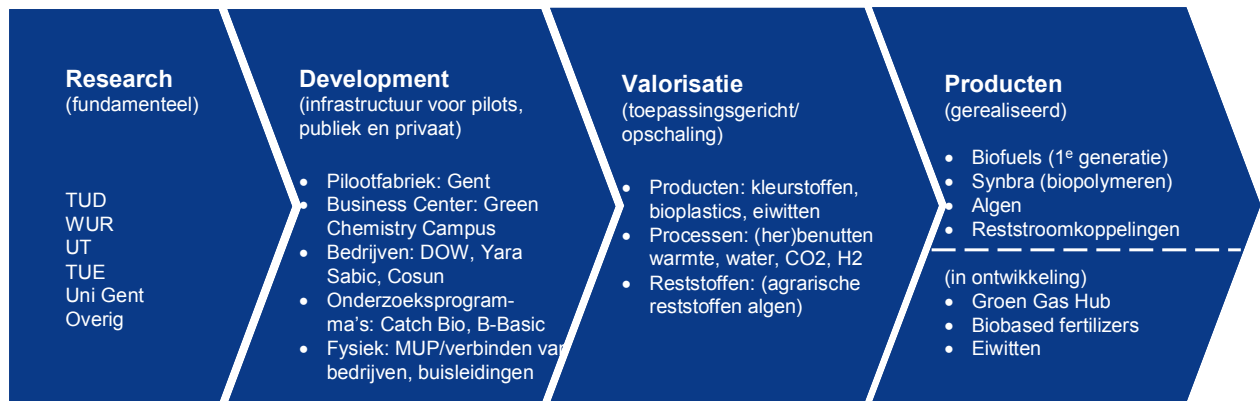 Research
(fundamenteel)
TUD
WUR
UT
TUE
Uni Gent
Overig
Development
(infrastructuur voor pilots,
publiek en privaat)
• Pilootfabriek: Gent
• Business Center: Green
Chemistry Campus
• Bedrijven: DOW, Yara
Sabic, Cosun
• Onderzoeksprogram-
ma's: Catch Bio, B-Basic
• Fysiek: MUP/verbinden van
bedrijven, buisleidingen
Valorisatie
(toepassingsgericht/
opschaling)
• Producten: kleurstoffen,
bioplastics, eiwitten
• Processen: (her)benutten
warmte, water, CO2, H2
• Reststoffen: (agrarische
reststoffen algen)
Producten
(gerealiseerd)
• Biofuels (1e generatie)
• Synbra (biopolymeren)
• Algen
• Reststroomkoppelingen
(in ontwikkeling)
• Groen Gas Hub
• Biobased fertilizers
• Eiwitten